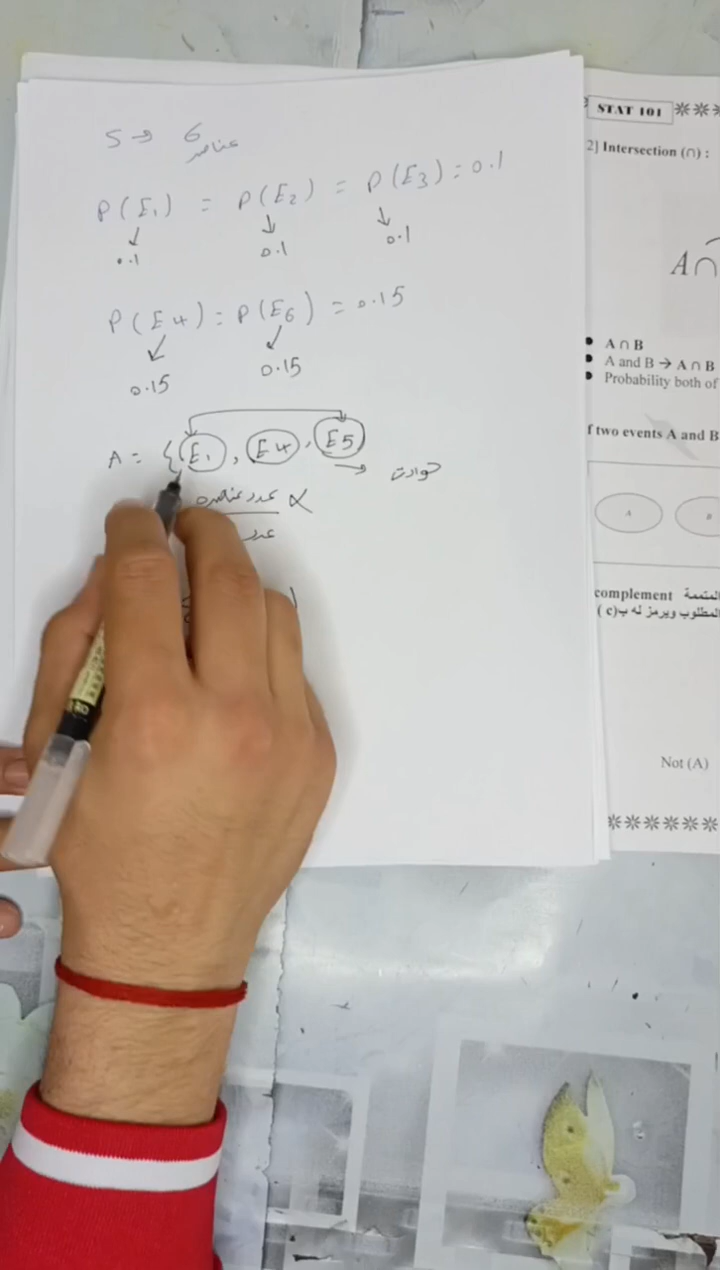 S → 6
عناصر
P(E₁) = P(E₂) = P(E₃) = 0.1
0.1 0.1 0.1
P(E4) = P(E6) = 0.15
0.15 0.15
A = {E₁, E4, E5
حوادث
عدد عناصره
عدد
STAT 101 ✳✳✳
2] Intersection (∩) :
A∩
• A ∩ B
• A and B → A ∩ B
• Probability both of
f two events A and B
A B
complement المتممة
المطلوب ويرمز له ب(c)
Not (A)
✳✳✳✳✳✳